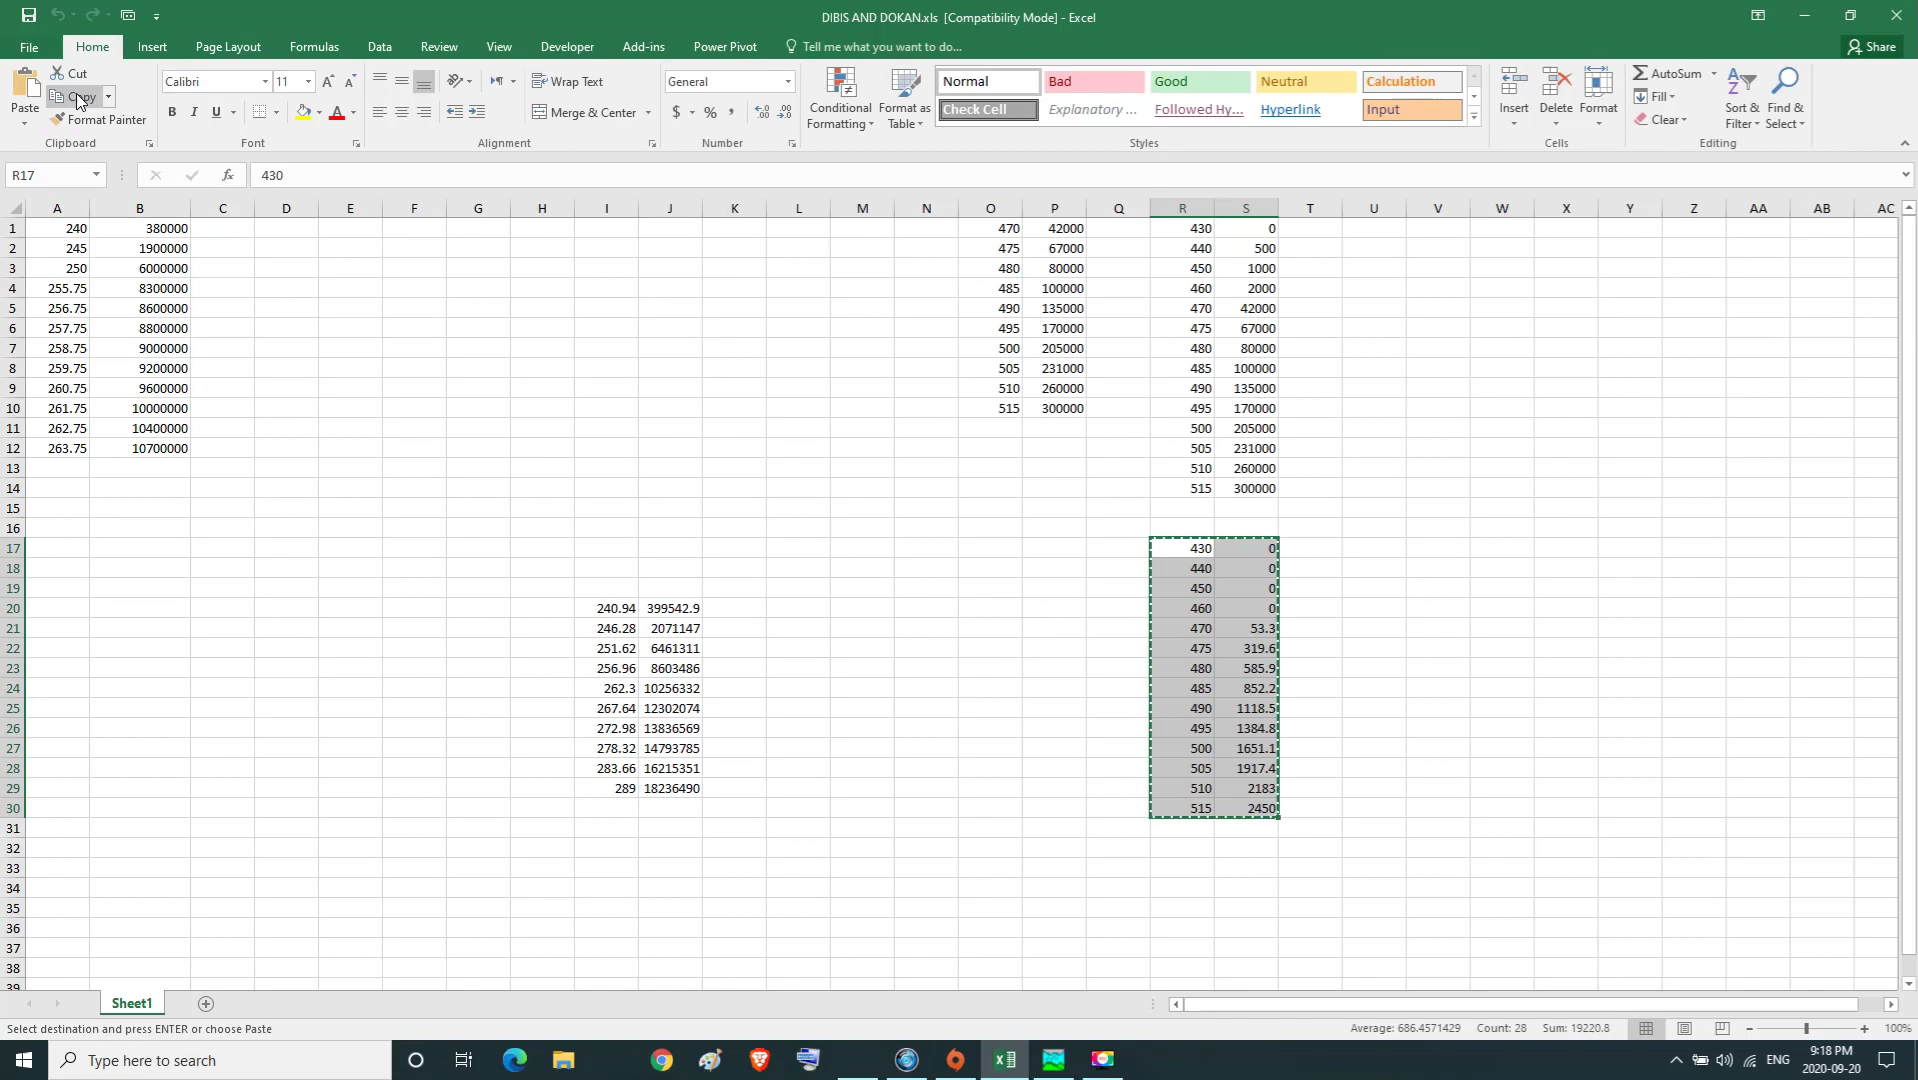 DIBIS AND DOKAN.xls [Compatibility Mode] - Excel
File Home Insert Page Layout Formulas Data Review View Developer Add-ins Power Pivot Tell me what you want to do... Share
Paste
Cut
Copy
Format Painter
Clipboard
Calibri 11
B I U
Font
Wrap Text
Merge & Center
Alignment
General
$ % ,
Number
Conditional Formatting
Format as Table
Normal Bad Good Neutral Calculation
Check Cell Explanatory ... Followed Hy... Hyperlink Input
Styles
Insert Delete Format
Cells
AutoSum
Fill
Clear
Sort & Filter
Find & Select
Editing
R17 fx 430
A B C D E F G H I J K L M N O P Q R S T U V W X Y Z AA AB AC
1 240 380000 470 42000 430 0
2 245 1900000 475 67000 440 500
3 250 6000000 480 80000 450 1000
4 255.75 8300000 485 100000 460 2000
5 256.75 8600000 490 135000 470 42000
6 257.75 8800000 495 170000 475 67000
7 258.75 9000000 500 205000 480 80000
8 259.75 9200000 505 231000 485 100000
9 260.75 9600000 510 260000 490 135000
10 261.75 10000000 515 300000 495 170000
11 262.75 10400000 500 205000
12 263.75 10700000 505 231000
13 510 260000
14 515 300000
15
16
17 430 0
18 440 0
19 450 0
20 240.94 399542.9 460 0
21 246.28 2071147 470 53.3
22 251.62 6461311 475 319.6
23 256.96 8603486 480 585.9
24 262.3 10256332 485 852.2
25 267.64 12302074 490 1118.5
26 272.98 13836569 495 1384.8
27 278.32 14793785 500 1651.1
28 283.66 16215351 505 1917.4
29 289 18236490 510 2183
30 515 2450
31
32
33
34
35
36
37
38
39
Sheet1
Select destination and press ENTER or choose Paste Average: 686.4571429 Count: 28 Sum: 19220.8 100%
Type here to search ENG 9:18 PM
2020-09-20